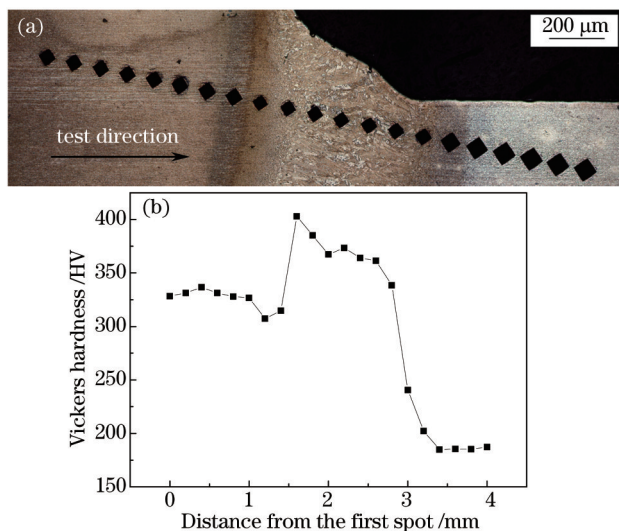 (a)
200 μm
test direction
(b)
400
350
300
250
200
150
Vickers hardness /HV
0 1 2 3 4
Distance from the first spot /mm